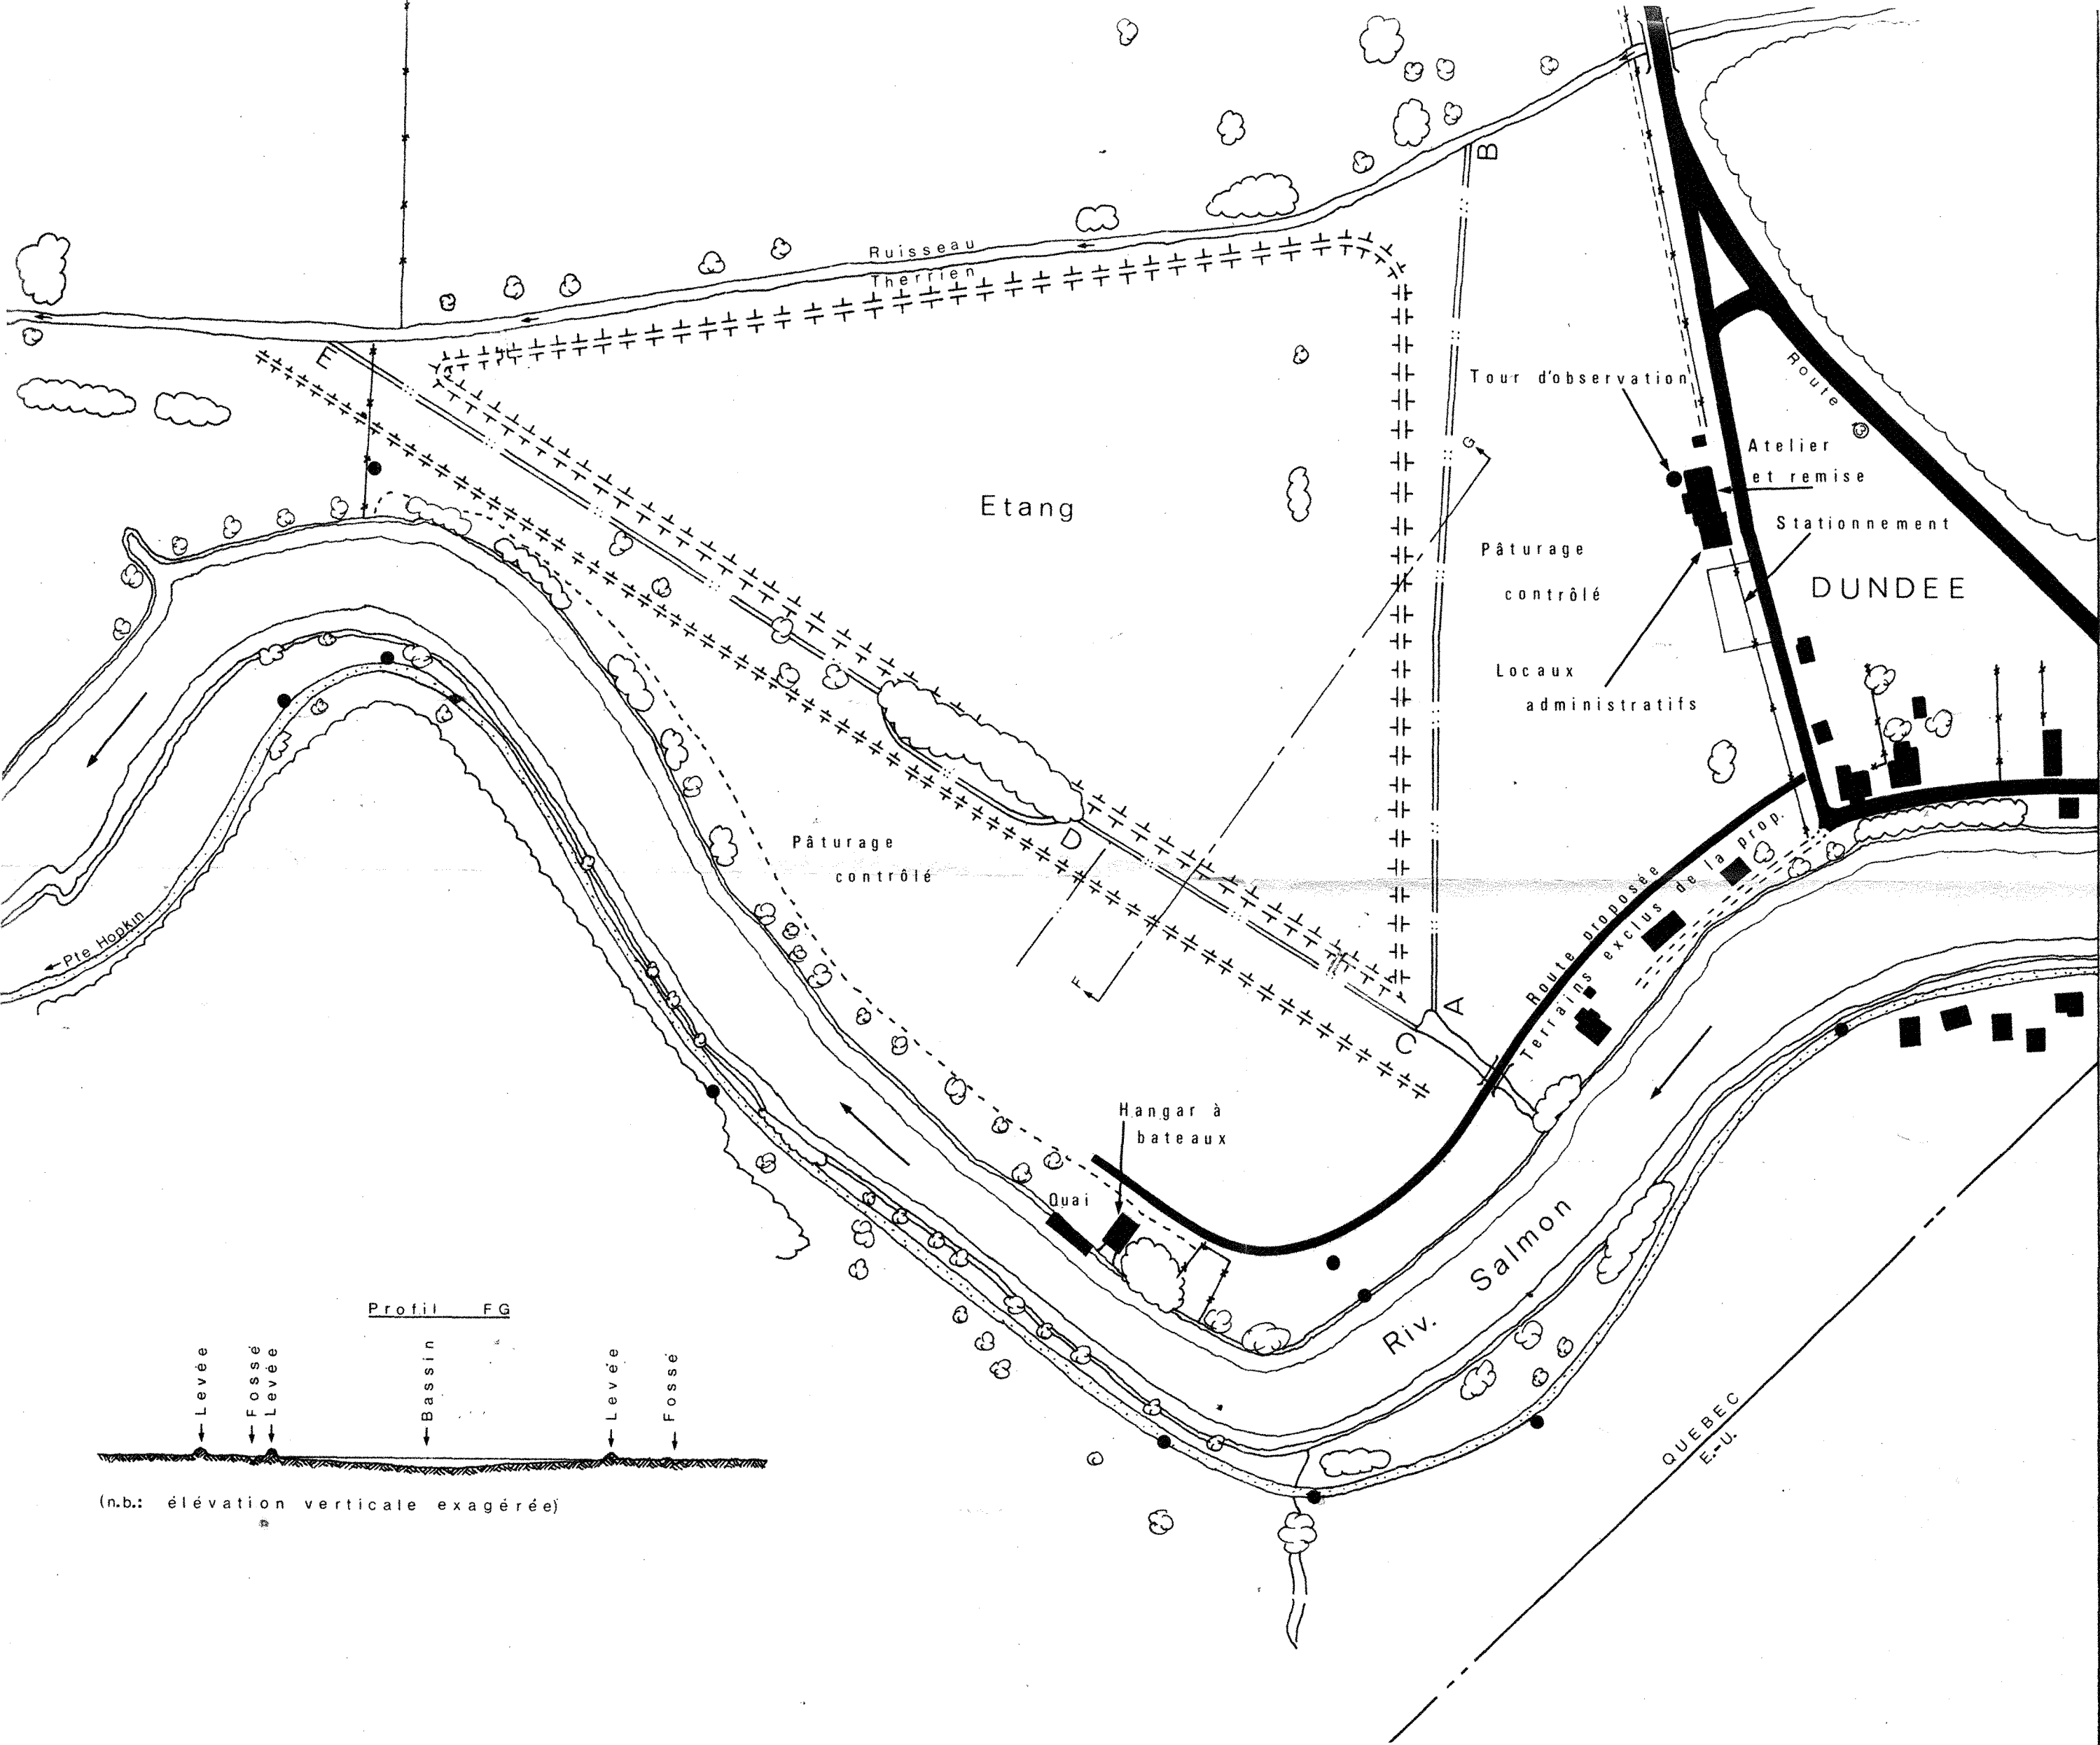 B
Ruisseau
Therrien
E
Tour d'observation
Route
G
Atelier
et remise
Etang
Stationnement
Pâturage
contrôlé
DUNDEE
Locaux
administratifs
Pâturage
contrôlé
D
Route proposée
Terrains exclus de la prop.
←Pte Hopkin
F
A
C
Hangar à
bateaux
Quai
Riv. Salmon
QUEBEC
E.-U.
Profil FG
Levée
Fossé
Levée
Bassin
Levée
Fossé
(n.b.: élévation verticale exagérée)